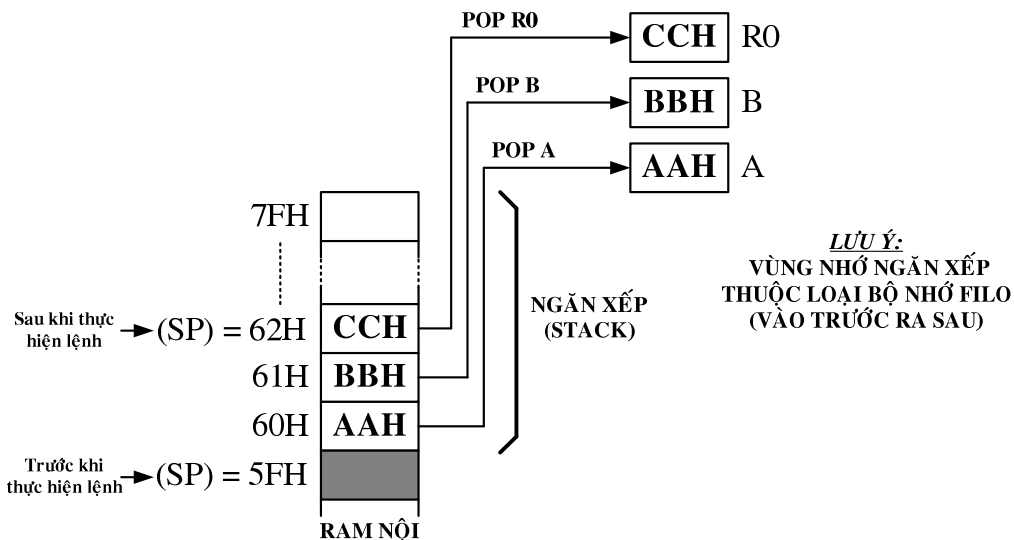 POP R0
CCH R0
POP B
BBH B
POP A
AAH A
7FH
LƯU Ý:
VÙNG NHỚ NGĂN XẾP
THUỘC LOẠI BỘ NHỚ FILO
(VÀO TRƯỚC RA SAU)
NGĂN XẾP
(STACK)
Sau khi thực
hiện lệnh
(SP) = 62H CCH
61H BBH
60H AAH
Trước khi
thực hiện lệnh
(SP) = 5FH
RAM NỘI